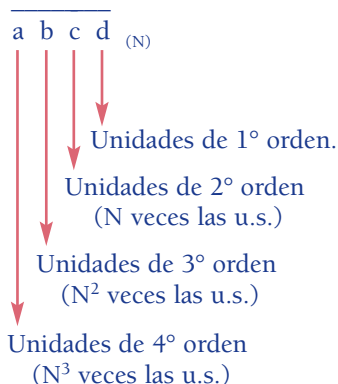 a b c d (N)
Unidades de 1° orden.
Unidades de 2° orden
(N veces las u.s.)
Unidades de 3° orden
(N² veces las u.s.)
Unidades de 4° orden
(N³ veces las u.s.)